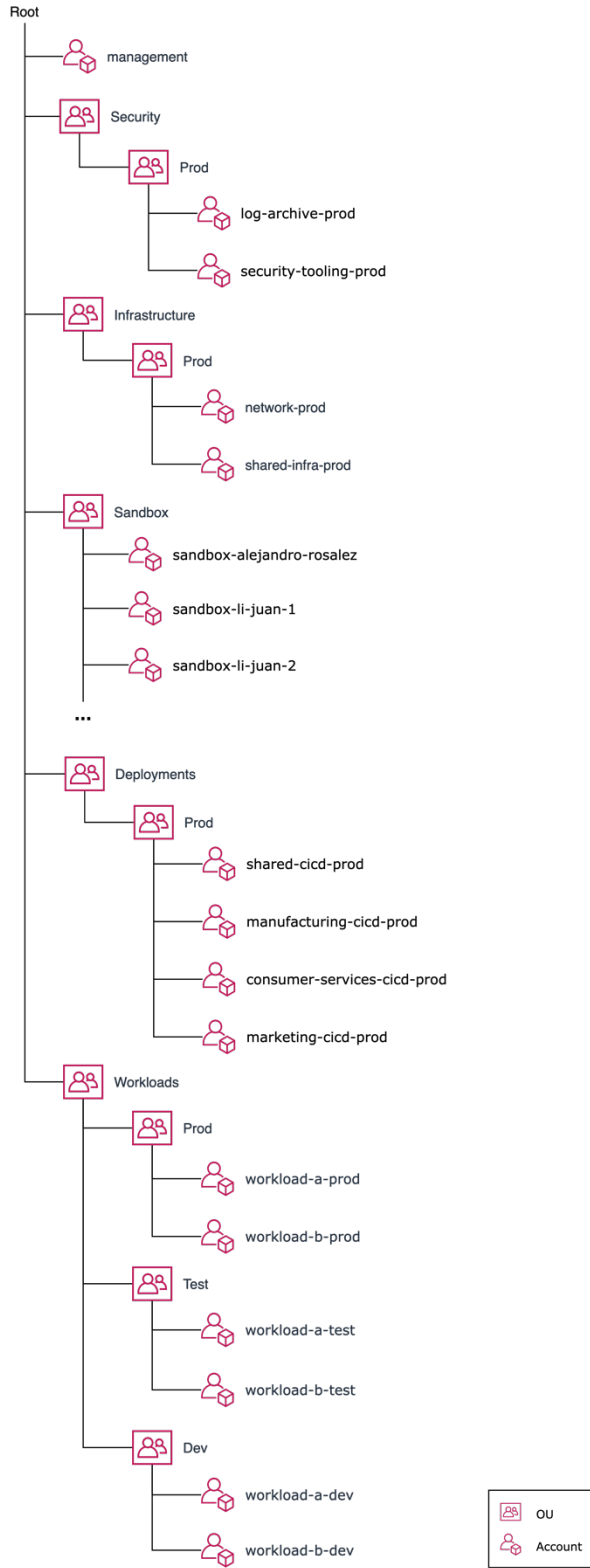 Root
management
Security
Prod
log-archive-prod
security-tooling-prod
Infrastructure
Prod
network-prod
shared-infra-prod
Sandbox
sandbox-alejandro-rosalez
sandbox-li-juan-1
sandbox-li-juan-2
...
Deployments
Prod
shared-cicd-prod
manufacturing-cicd-prod
consumer-services-cicd-prod
marketing-cicd-prod
Workloads
Prod
workload-a-prod
workload-b-prod
Test
workload-a-test
workload-b-test
Dev
workload-a-dev
workload-b-dev
OU
Account